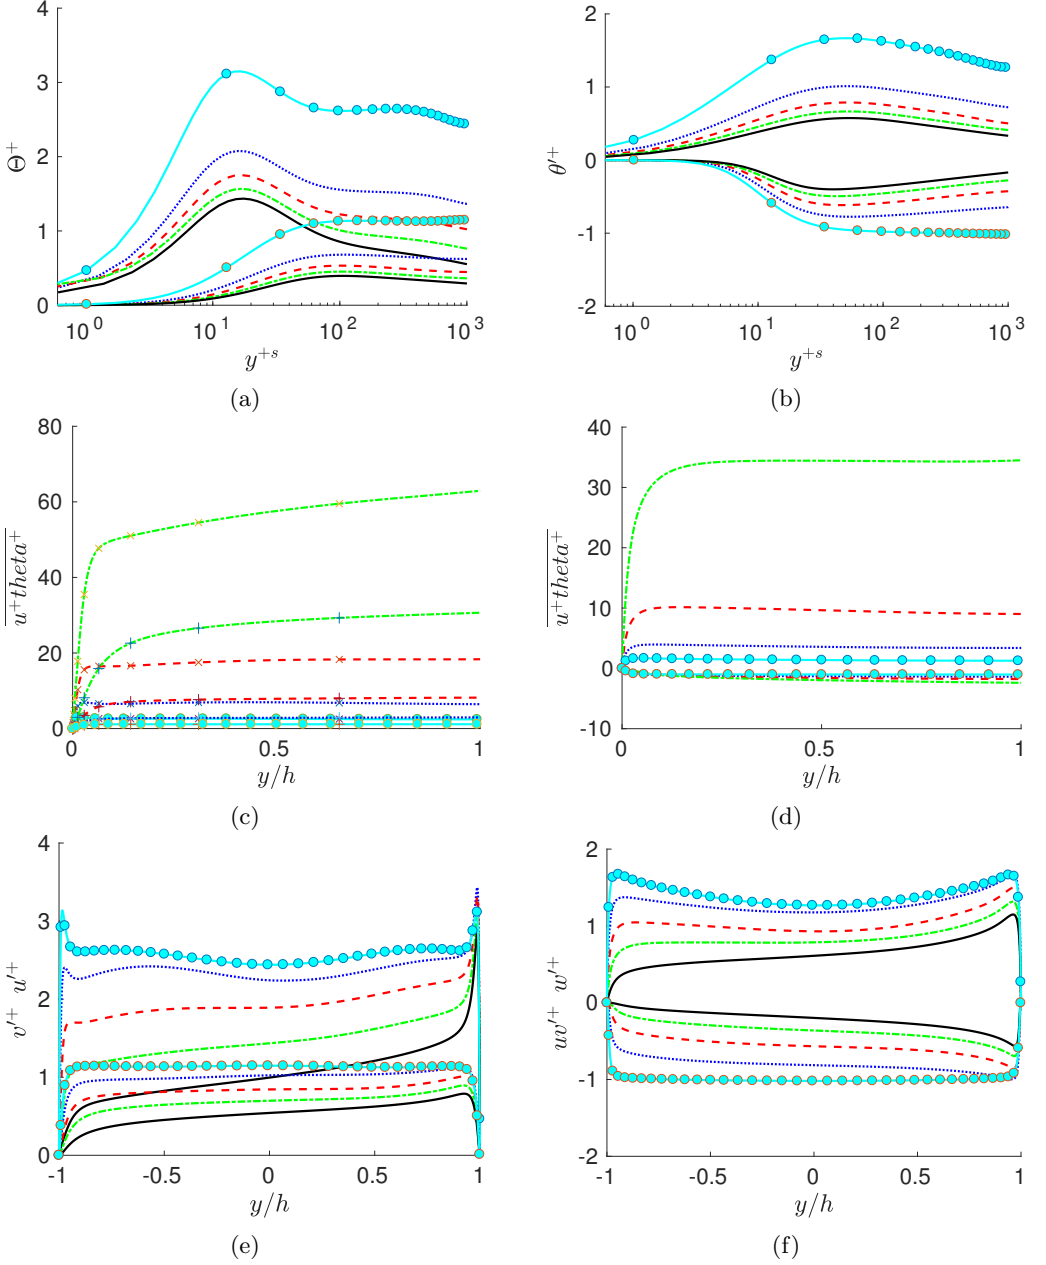 4
3
2
1
0
Θ⁺
10⁰ 10¹ 10² 10³
y⁺ˢ
(a)
2
1
0
-1
-2
θ′⁺
10⁰ 10¹ 10² 10³
y⁺ˢ
(b)
80
60
40
20
0
u⁺theta⁺
0 0.5 1
y/h
(c)
40
30
20
10
0
-10
u⁺theta⁺
0 0.5 1
y/h
(d)
4
3
2
1
0
v′⁺ u′⁺
-1 -0.5 0 0.5 1
y/h
(e)
2
1
0
-1
-2
uv′⁺ w′⁺
-1 -0.5 0 0.5 1
y/h
(f)